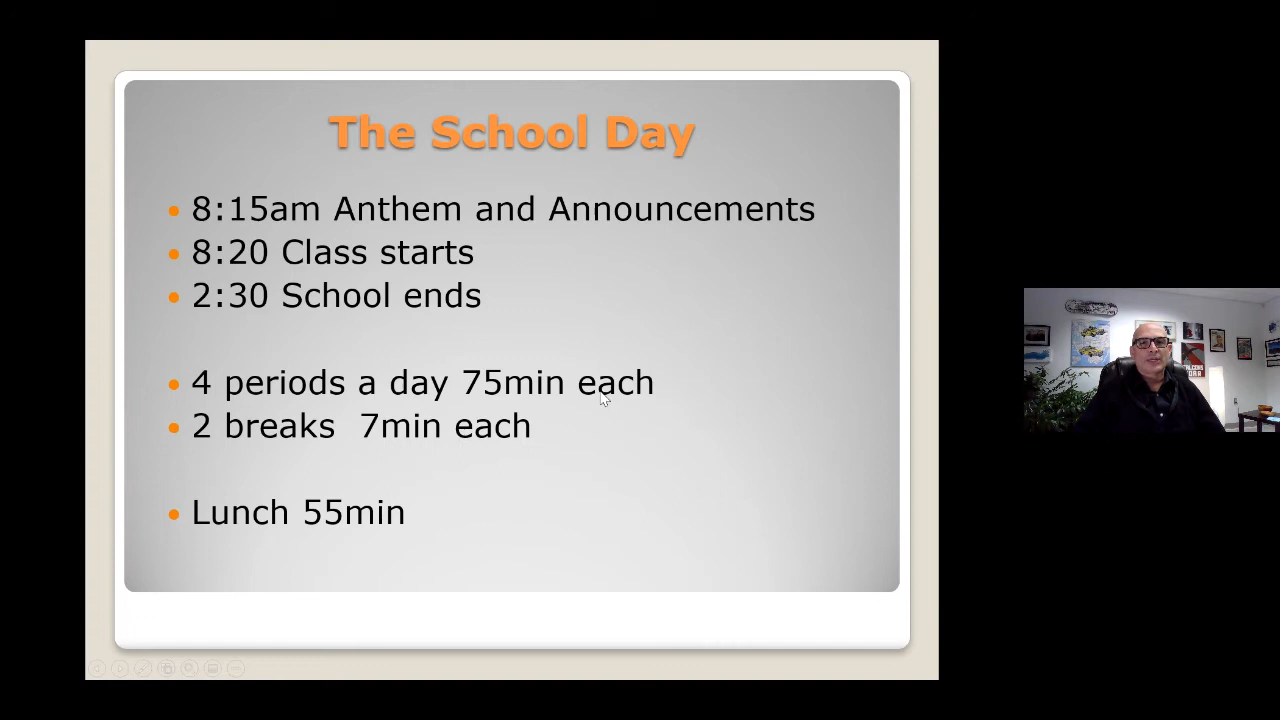 The School Day
8:15am Anthem and Announcements
8:20 Class starts
2:30 School ends
4 periods a day 75min each
2 breaks  7min each
Lunch 55min